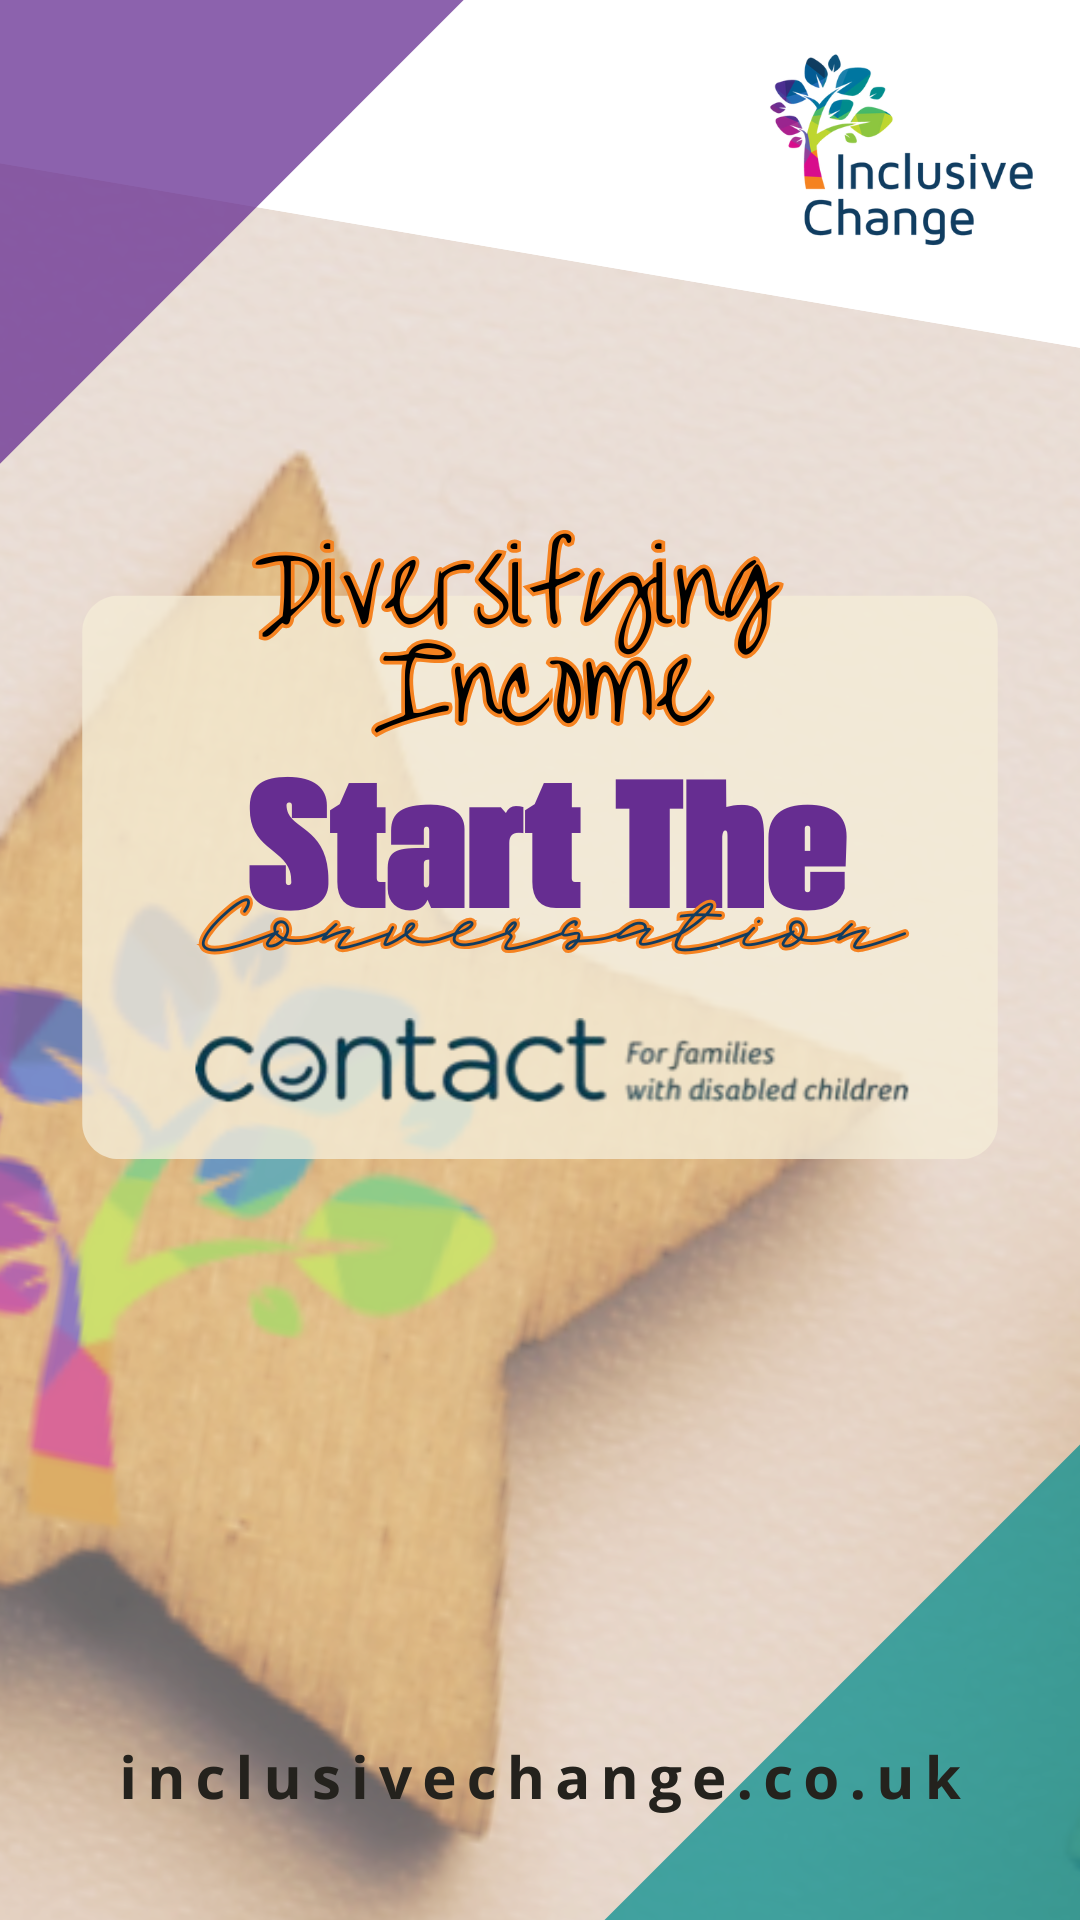 Inclusive
Change
Diversifying
Income
Start The
Conversation
contact For families
with disabled children
inclusivechange.co.uk